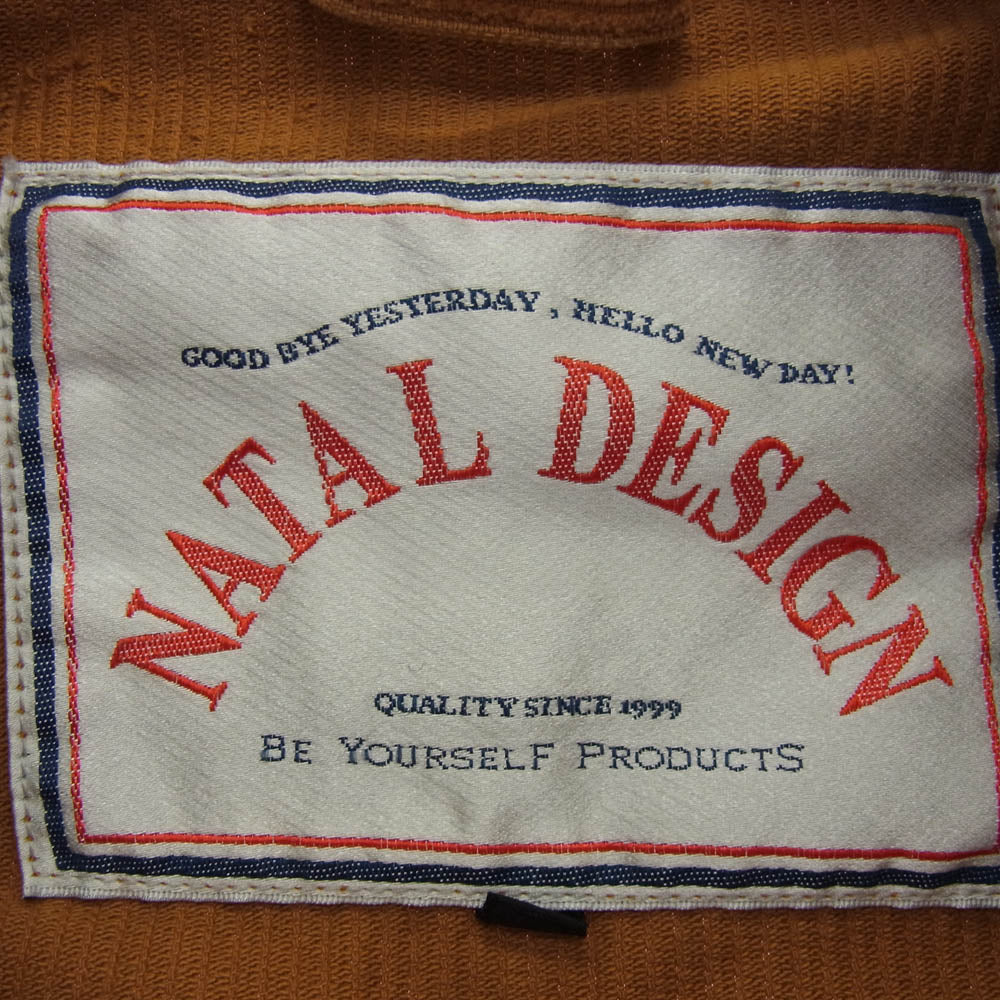 GOOD BYE YESTERDAY, HELLO NEW DAY!
NATAL DESIGN
QUALITY SINCE 1999
BE YOURSELF PRODUCTS